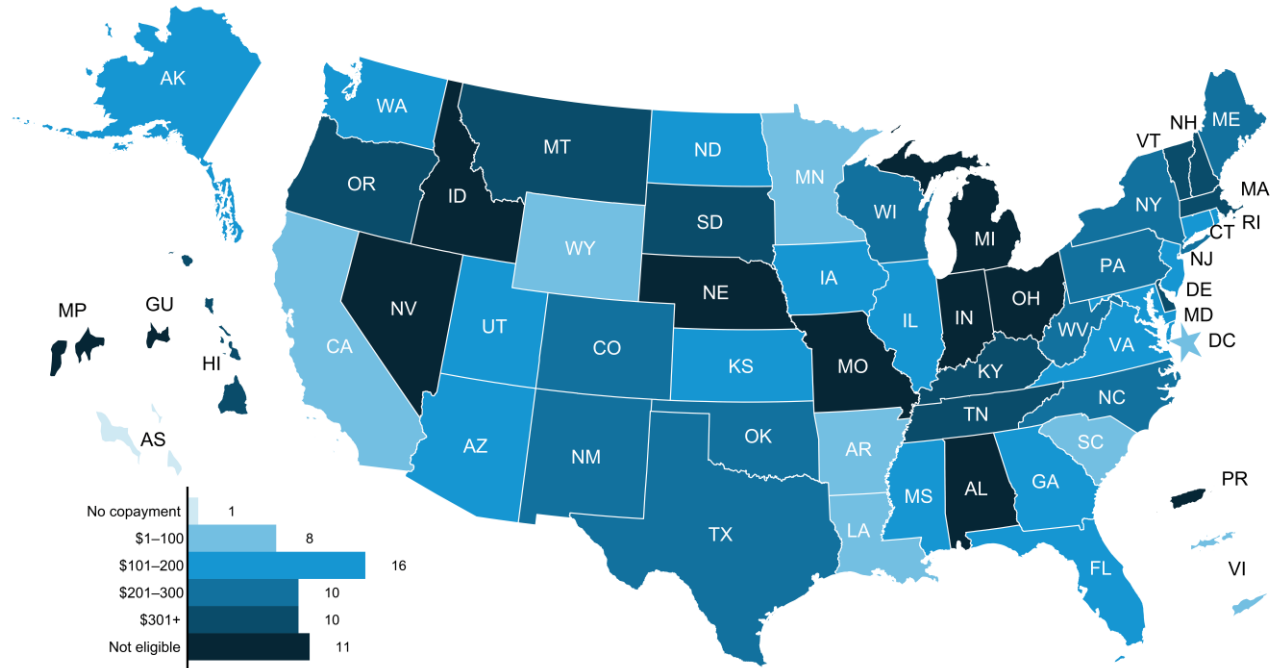 AK
WA
MT
ND
MN
OR
ID
WY
SD
WI
MI
NY
VT
NH
ME
MA
RI
CT
NJ
PA
DE
MD
DC
MP
GU
HI
AS
CA
NV
UT
CO
NE
KS
IA
IL
MO
IN
OH
WV
VA
KY
TN
NC
SC
AZ
NM
OK
TX
AR
LA
MS
AL
GA
FL
PR
VI
No copayment 1
$1–100 8
$101–200 16
$201–300 10
$301+ 10
Not eligible 11